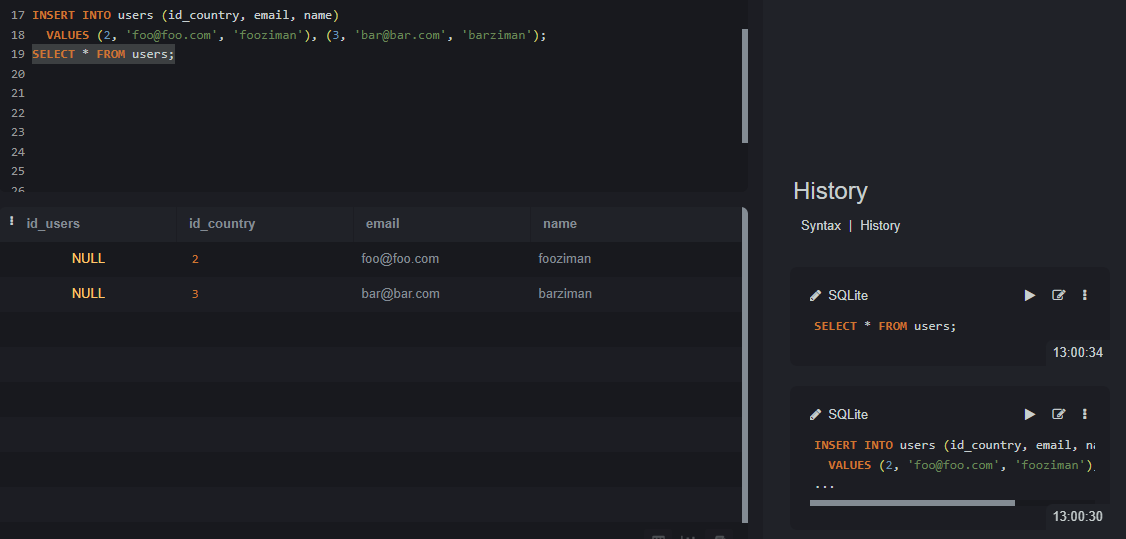 17 INSERT INTO users (id_country, email, name)
18 VALUES (2, 'foo@foo.com', 'fooziman'), (3, 'bar@bar.com', 'barziman');
19 SELECT * FROM users;
20
21
22
23
24
25
26
id_users id_country email name
NULL 2 foo@foo.com fooziman
NULL 3 bar@bar.com barziman
History
Syntax | History
SQLite
SELECT * FROM users;
13:00:34
SQLite
INSERT INTO users (id_country, email, na
VALUES (2, 'foo@foo.com', 'fooziman'),
...
13:00:30